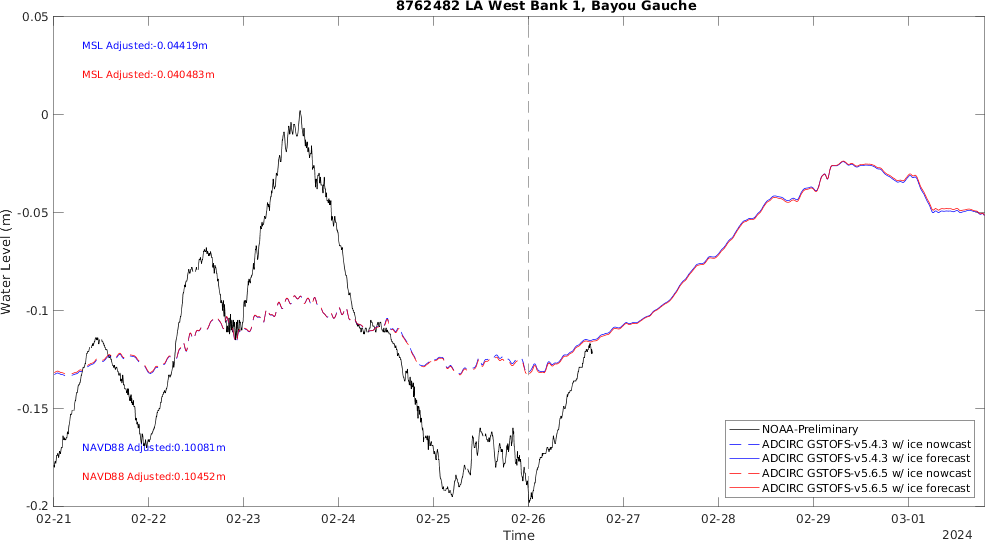 8762482 LA West Bank 1, Bayou Gauche
0.05
0
-0.05
-0.1
-0.15
-0.2
Water Level (m)
MSL Adjusted:-0.04419m
MSL Adjusted:-0.040483m
NAVD88 Adjusted:0.10081m
NAVD88 Adjusted:0.10452m
NOAA-Preliminary
ADCIRC GSTOFS-v5.4.3 w/ ice nowcast
ADCIRC GSTOFS-v5.4.3 w/ ice forecast
ADCIRC GSTOFS-v5.6.5 w/ ice nowcast
ADCIRC GSTOFS-v5.6.5 w/ ice forecast
02-21 02-22 02-23 02-24 02-25 02-26 02-27 02-28 02-29 03-01
Time
2024